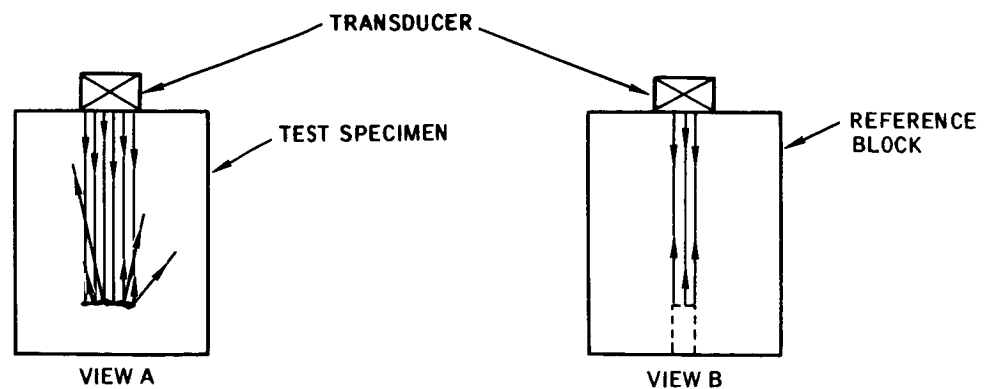 TRANSDUCER
TEST SPECIMEN
REFERENCE
BLOCK
VIEW A
VIEW B